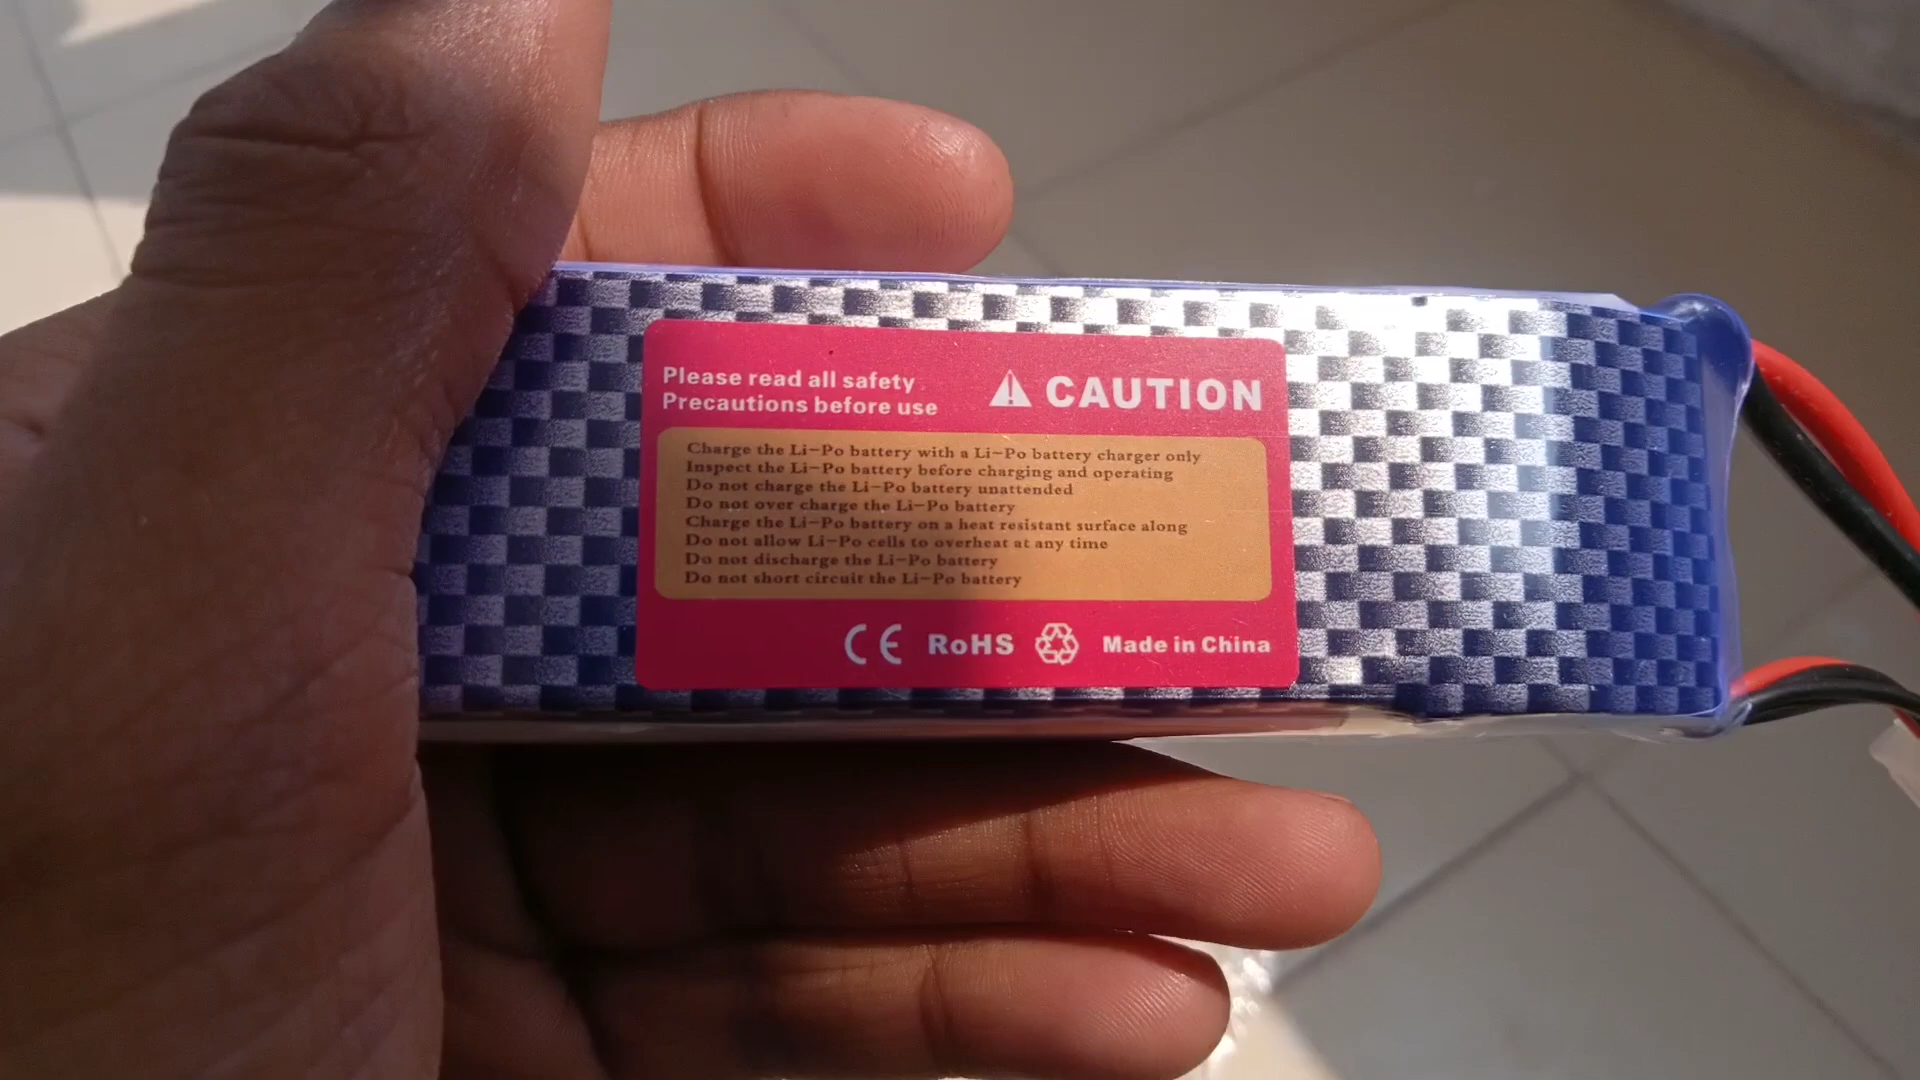 Please read all safety
Precautions before use
CAUTION
Charge the Li-Po battery with a Li-Po battery charger only
Inspect the Li-Po battery before charging and operating
Do not charge the Li-Po battery unattended
Do not over charge the Li-Po battery
Charge the Li-Po battery on a heat resistant surface along
Do not allow Li-Po cells to overheat at any time
Do not discharge the Li-Po battery
Do not short circuit the Li-Po battery
CE RoHS Made in China